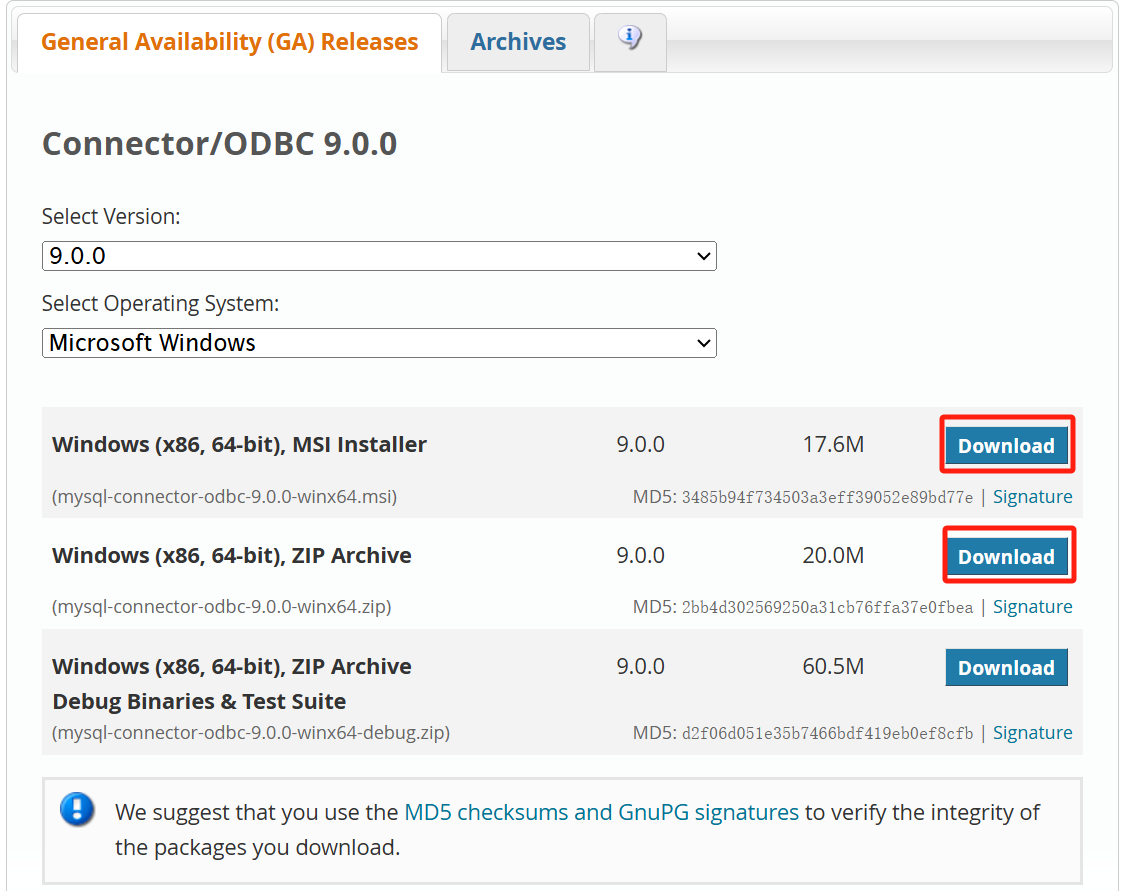 General Availability (GA) Releases
Archives
Connector/ODBC 9.0.0
Select Version:
9.0.0
Select Operating System:
Microsoft Windows
Windows (x86, 64-bit), MSI Installer 9.0.0 17.6M Download
(mysql-connector-odbc-9.0.0-winx64.msi) MD5: 3485b94f734503a3eff39052e89bd77e | Signature
Windows (x86, 64-bit), ZIP Archive 9.0.0 20.0M Download
(mysql-connector-odbc-9.0.0-winx64.zip) MD5: 2bb4d302569250a31cb76ffa37e0fbea | Signature
Windows (x86, 64-bit), ZIP Archive 9.0.0 60.5M Download
Debug Binaries & Test Suite
(mysql-connector-odbc-9.0.0-winx64-debug.zip) MD5: d2f06d051e35b7466bdf419eb0ef8cfb | Signature
We suggest that you use the MD5 checksums and GnuPG signatures to verify the integrity of
the packages you download.